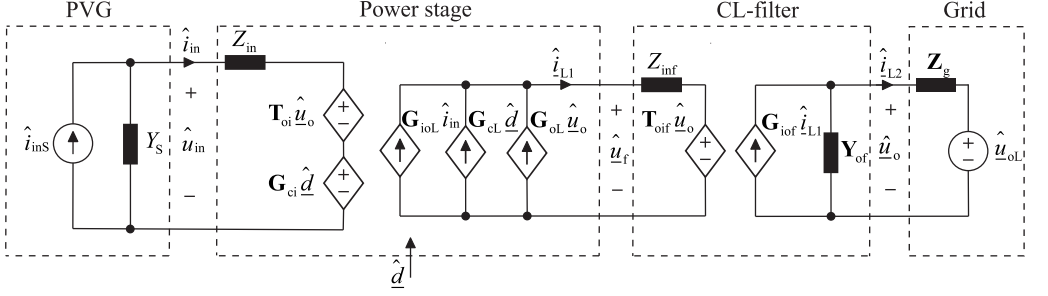 PVG
Power stage
CL-filter
Grid
î_in
Z_in
î_L1
Z_inf
î_L2
Z_g
î_inS
Y_S
+
û_in
−
T_oi û_o
+
−
G_ci d̂
+
−
G_ioL î_in
G_cL d̂
G_oL û_o
+
û_f
−
T_oif û_o
+
−
G_iof î_L1
Y_of
+
û_o
−
+
−
û_oL
d̂